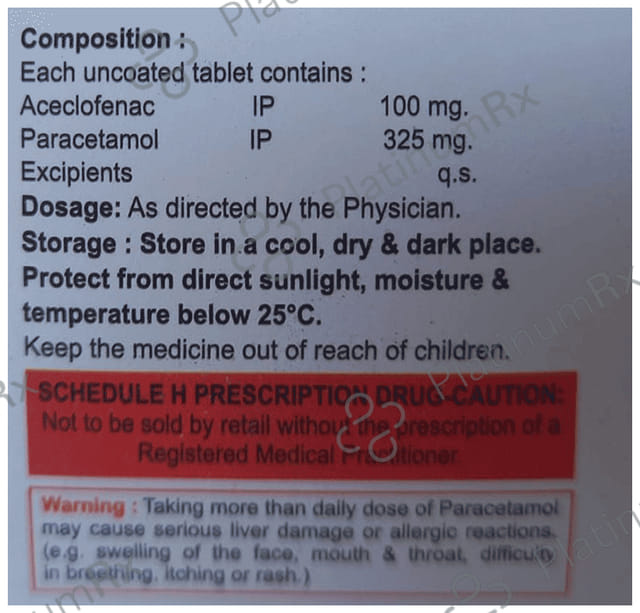 Composition :
Each uncoated tablet contains :
Aceclofenac IP 100 mg.
Paracetamol IP 325 mg.
Excipients q.s.
Dosage: As directed by the Physician.
Storage : Store in a cool, dry & dark place.
Protect from direct sunlight, moisture &
temperature below 25°C.
Keep the medicine out of reach of children.
SCHEDULE H PRESCRIPTION DRUG-CAUTION:
Not to be sold by retail without the prescription of a
Registered Medical Practitioner
Warning : Taking more than daily dose of Paracetamol
may cause serious liver damage or allergic reactions.
(e.g. swelling of the face, mouth & throat, difficulty
in breathing, itching or rash.)
PlatinumRx
PlatinumRx
PlatinumRx